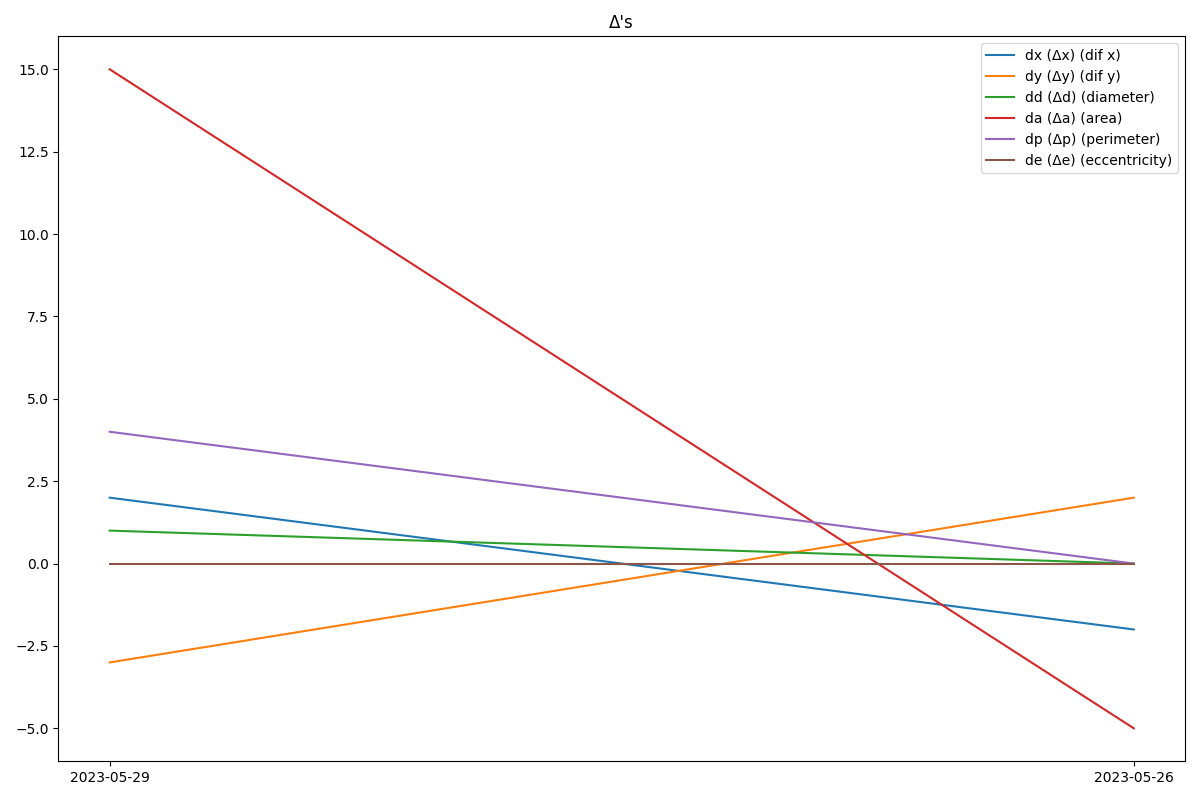 Δ's
dx (Δx) (dif x)
dy (Δy) (dif y)
dd (Δd) (diameter)
da (Δa) (area)
dp (Δp) (perimeter)
de (Δe) (eccentricity)
15.0
12.5
10.0
7.5
5.0
2.5
0.0
−2.5
−5.0
2023-05-29 2023-05-26